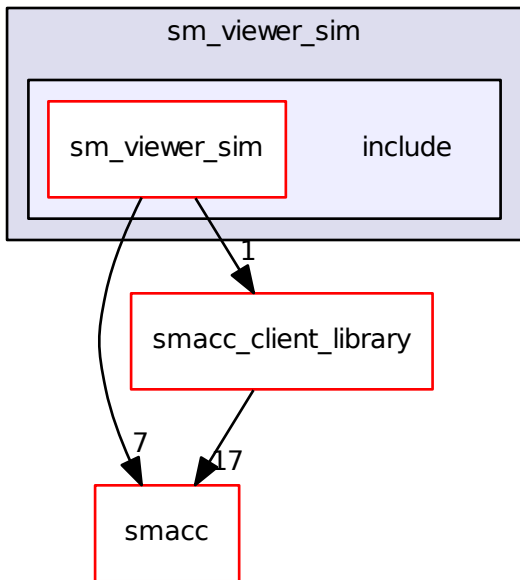 sm_viewer_sim
sm_viewer_sim
include
1
smacc_client_library
7
17
smacc